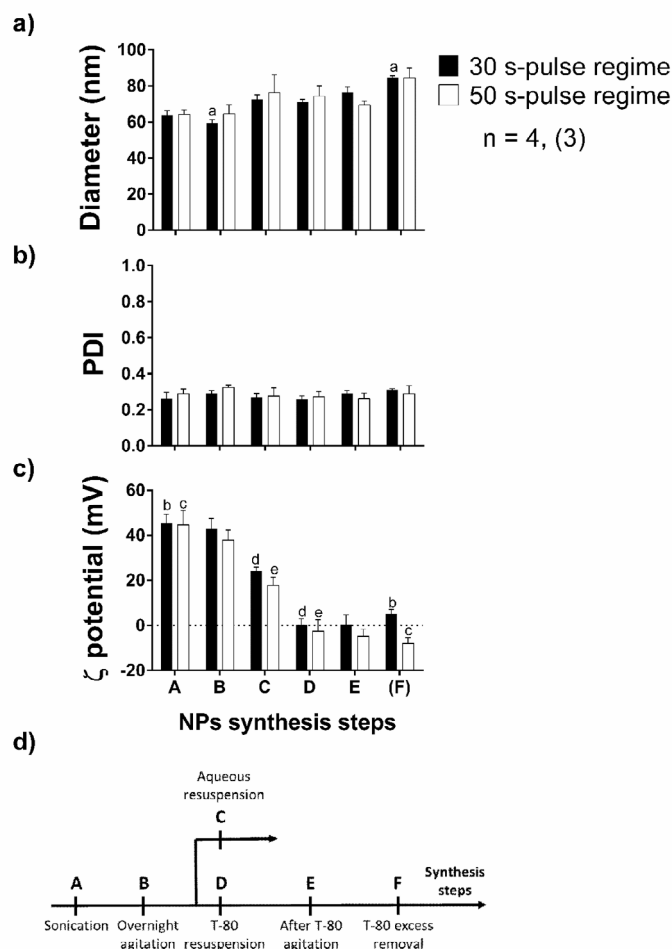 a)
Diameter (nm)
100
80
60
40
20
0
a
a
30 s-pulse regime
50 s-pulse regime
n = 4, (3)
b)
PDI
1.0
0.8
0.6
0.4
0.2
0.0
c)
ζ potential (mV)
60
40
20
0
-20
b c
d e
d e
b
c
A B C D E (F)
NPs synthesis steps
d)
Aqueous
resuspension
C
A B D E F
Synthesis
steps
Sonication Overnight T-80 After T-80 T-80 excess
agitation resuspension agitation removal